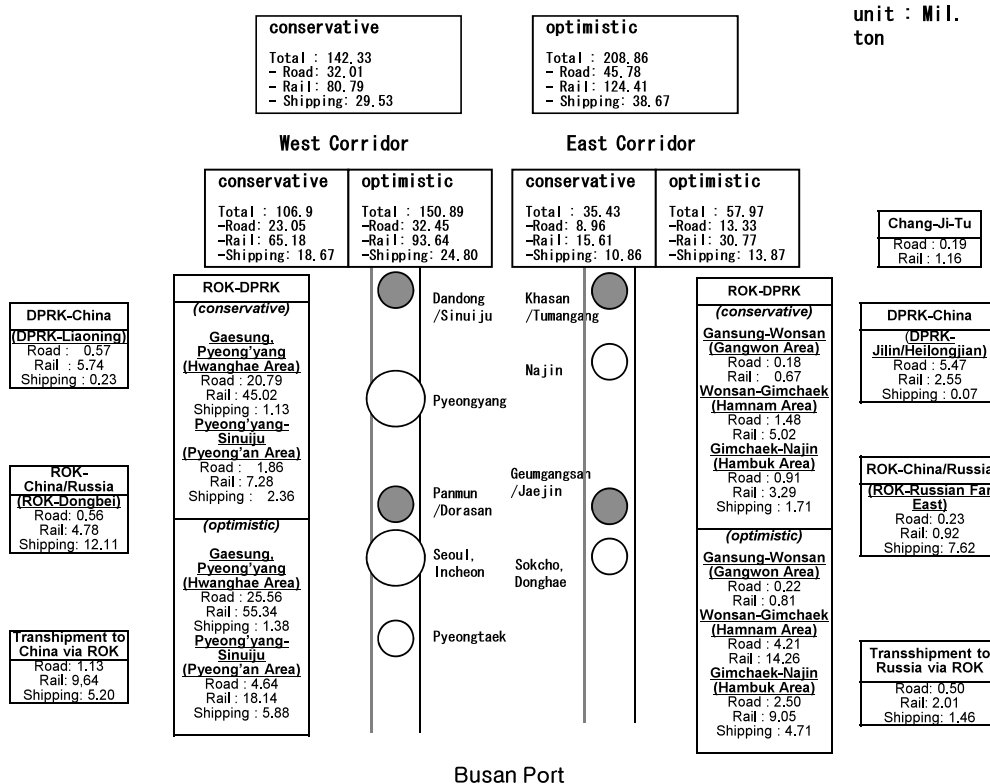 unit : Mil.
ton
conservative
Total : 142.33
- Road: 32.01
- Rail: 80.79
- Shipping: 29.53
optimistic
Total : 208.86
- Road: 45.78
- Rail: 124.41
- Shipping: 38.67
West Corridor
East Corridor
conservative
Total : 106.9
-Road: 23.05
-Rail: 65.18
-Shipping: 18.67
optimistic
Total : 150.89
-Road: 32.45
-Rail: 93.64
-Shipping: 24.80
conservative
Total : 35.43
-Road: 8.96
-Rail: 15.61
-Shipping: 10.86
optimistic
Total : 57.97
-Road: 13.33
-Rail: 30.77
-Shipping: 13.87
Chang-Ji-Tu
Road : 0.19
Rail : 1.16
DPRK-China
(DPRK-Liaoning)
Road : 0.57
Rail : 5.74
Shipping : 0.23
ROK-
China/Russia
(ROK-Dongbei)
Road: 0.56
Rail: 4.78
Shipping: 12.11
Transhipment to
China via ROK
Road: 1.13
Rail: 9,64
Shipping: 5.20
ROK-DPRK
(conservative)
Gaesung,
Pyeong'yang
(Hwanghae Area)
Road : 20.79
Rail : 45.02
Shipping : 1.13
Pyeong'yang-
Sinuiju
(Pyeong'an Area)
Road : 1.86
Rail : 7.28
Shipping : 2.36
(optimistic)
Gaesung,
Pyeong'yang
(Hwanghae Area)
Road : 25.56
Rail : 55.34
Shipping : 1.38
Pyeong'yang-
Sinuiju
(Pyeong'an Area)
Road : 4.64
Rail : 18.14
Shipping : 5.88
Dandong
/Sinuiju
Pyeongyang
Panmun
/Dorasan
Seoul,
Incheon
Pyeongtaek
Khasan
/Tumangang
Najin
Geumgangsan
/Jaejin
Sokcho,
Donghae
ROK-DPRK
(conservative)
Gansung-Wonsan
(Gangwon Area)
Road : 0.18
Rail : 0.67
Wonsan-Gimchaek
(Hamnam Area)
Road : 1.48
Rail : 5.02
Gimchaek-Najin
(Hambuk Area)
Road : 0.91
Rail : 3.29
Shipping : 1.71
(optimistic)
Gansung-Wonsan
(Gangwon Area)
Road : 0.22
Rail : 0.81
Wonsan-Gimchaek
(Hamnam Area)
Road : 4.21
Rail : 14.26
Gimchaek-Najin
(Hambuk Area)
Road : 2.50
Rail : 9.05
Shipping : 4.71
DPRK-China
(DPRK-
Jilin/Heilongjian)
Road : 5.47
Rail : 2.55
Shipping : 0.07
ROK-China/Russia
(ROK-Russian Far
East)
Road : 0.23
Rail : 0.92
Shipping : 7.62
Transshipment to
Russia via ROK
Road: 0.50
Rail: 2.01
Shipping: 1.46
Busan Port